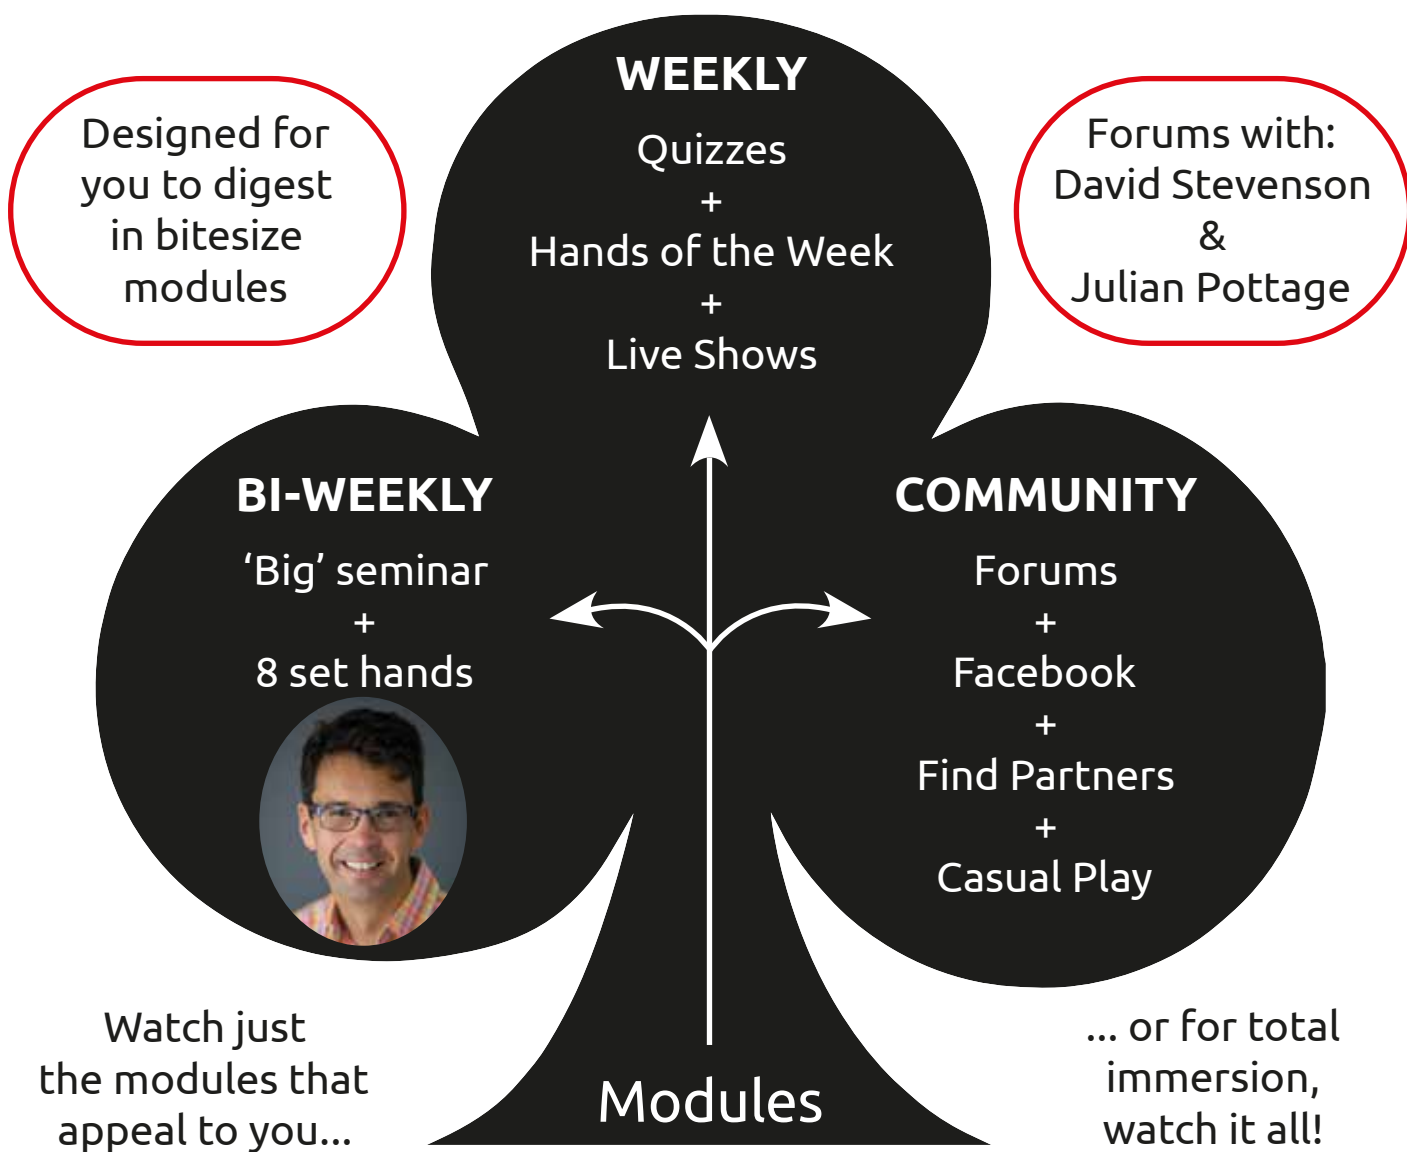 WEEKLY
Quizzes
+
Hands of the Week
+
Live Shows
Designed for
you to digest
in bitesize
modules
Forums with:
David Stevenson
&
Julian Pottage
BI-WEEKLY
‘Big’ seminar
+
8 set hands
COMMUNITY
Forums
+
Facebook
+
Find Partners
+
Casual Play
Modules
Watch just
the modules that
appeal to you...
... or for total
immersion,
watch it all!